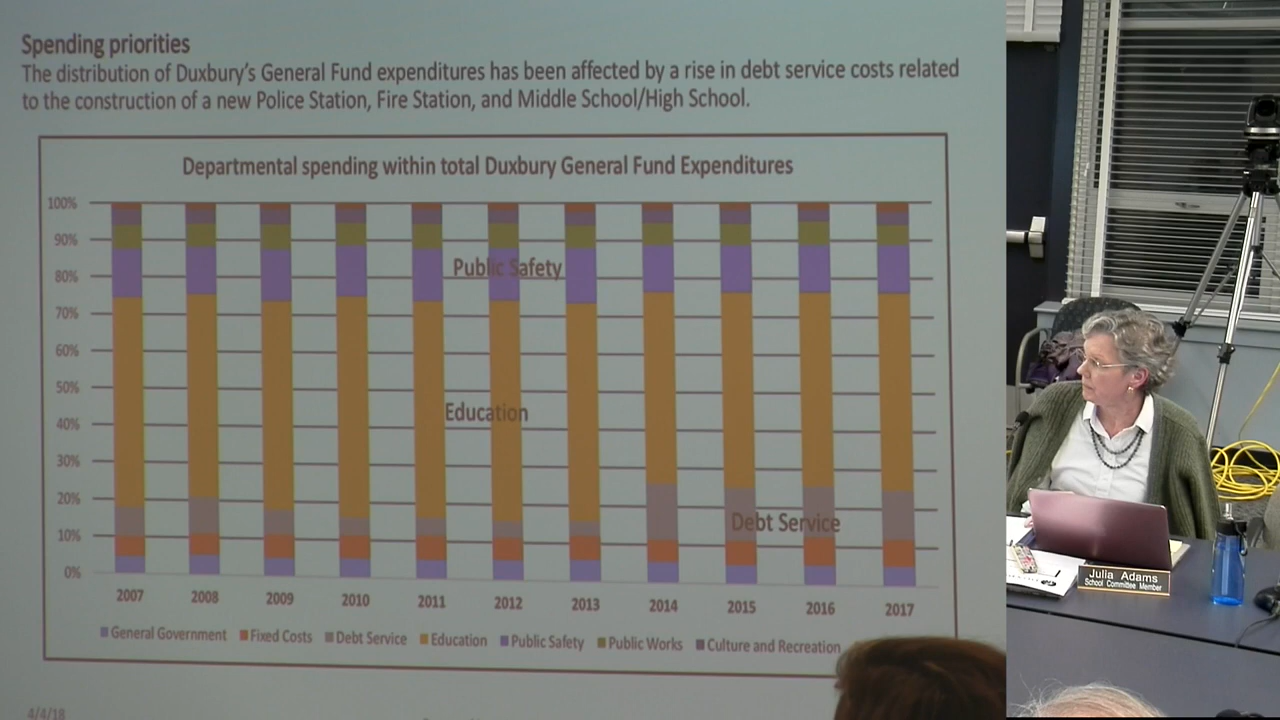 Spending priorities
The distribution of Duxbury's General Fund expenditures has been affected by a rise in debt service costs related
to the construction of a new Police Station, Fire Station, and Middle School/High School.
Departmental spending within total Duxbury General Fund Expenditures
100%
90%
80%
70%
60%
50%
40%
30%
20%
10%
0%
Public Safety
Education
Debt Service
2007 2008 2009 2010 2011 2012 2013 2014 2015 2016 2017
General Government Fixed Costs Debt Service Education Public Safety Public Works Culture and Recreation
4/4/18
Julia Adams
School Committee Member